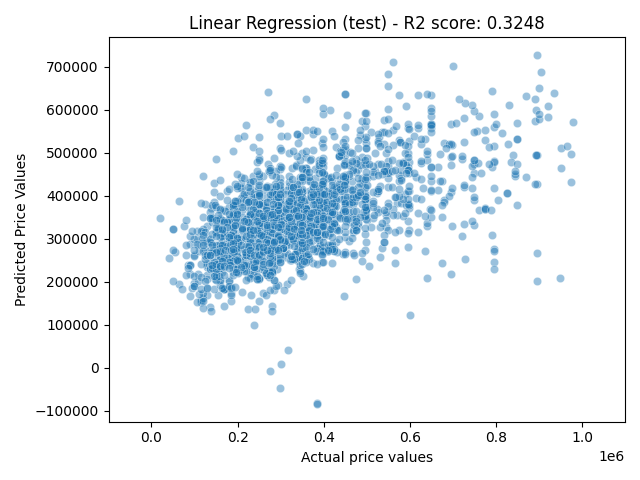 Linear Regression (test) - R2 score: 0.3248
700000
600000
500000
400000
300000
200000
100000
0
−100000
Predicted Price Values
0.0 0.2 0.4 0.6 0.8 1.0
1e6
Actual price values